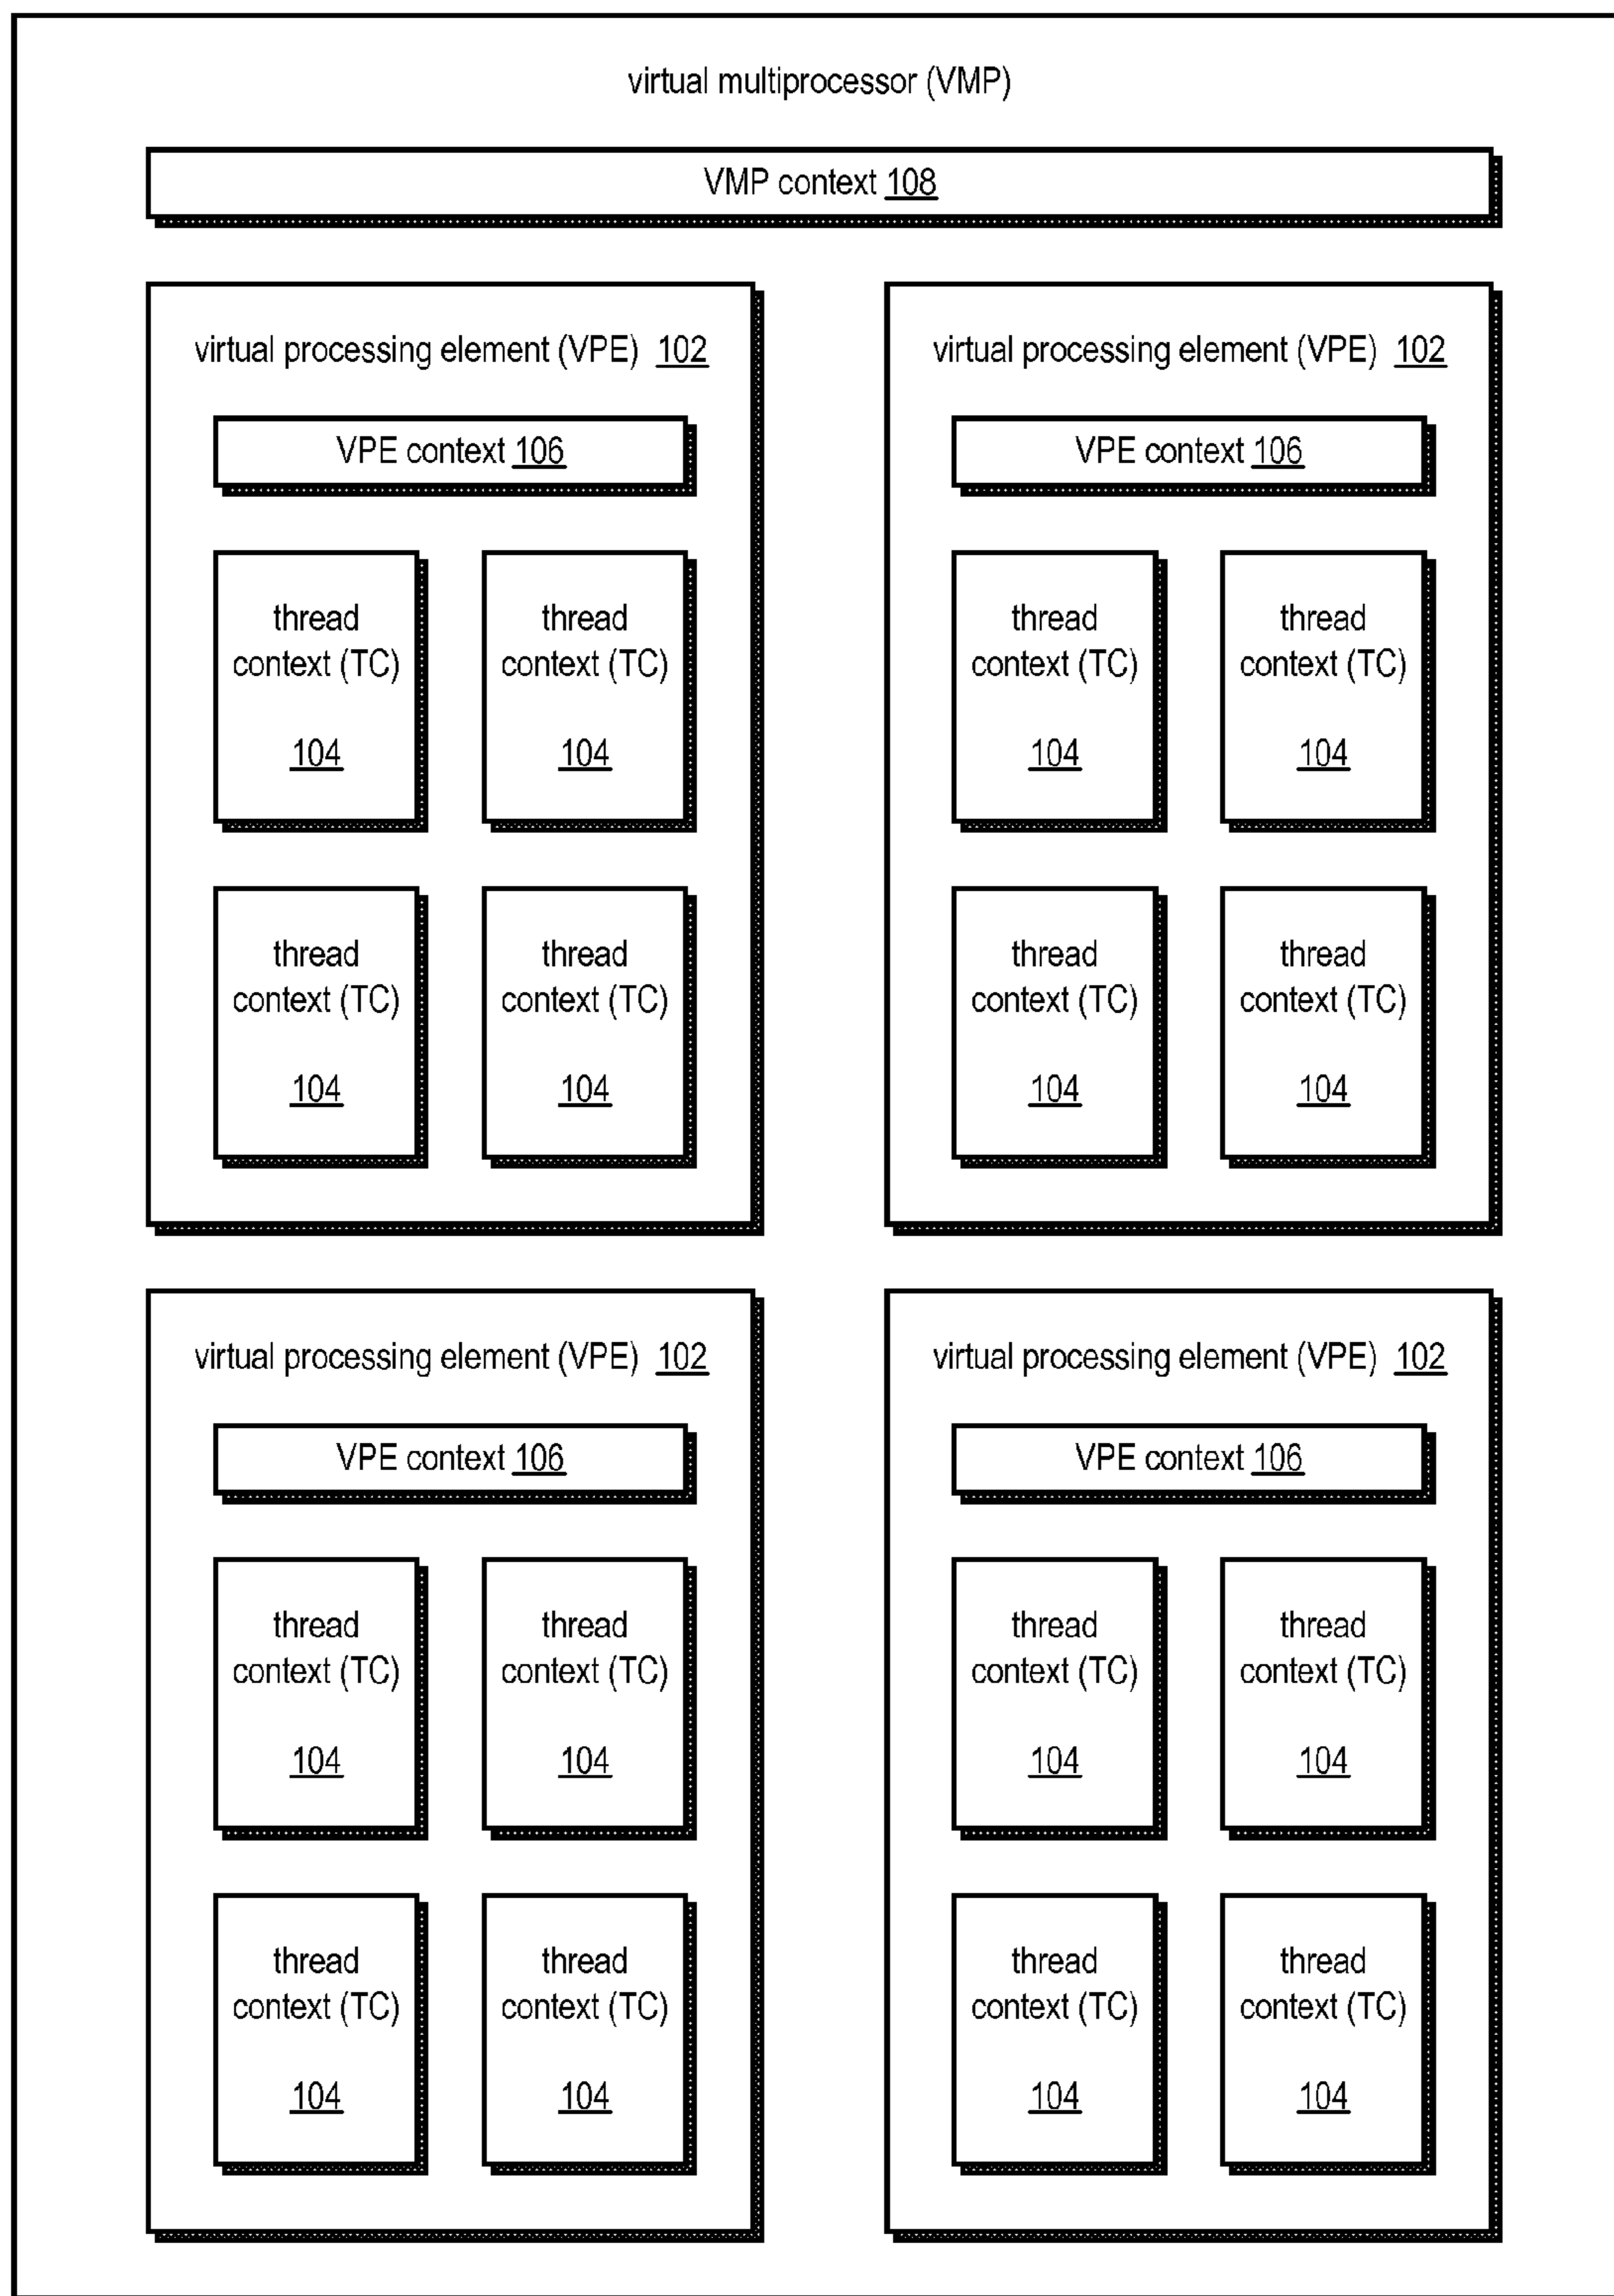 virtual multiprocessor (VMP)
VMP context 108
virtual processing element (VPE) 102
VPE context 106
thread
context (TC)
104
thread
context (TC)
104
thread
context (TC)
104
thread
context (TC)
104
virtual processing element (VPE) 102
VPE context 106
thread
context (TC)
104
thread
context (TC)
104
thread
context (TC)
104
thread
context (TC)
104
virtual processing element (VPE) 102
VPE context 106
thread
context (TC)
104
thread
context (TC)
104
thread
context (TC)
104
thread
context (TC)
104
virtual processing element (VPE) 102
VPE context 106
thread
context (TC)
104
thread
context (TC)
104
thread
context (TC)
104
thread
context (TC)
104